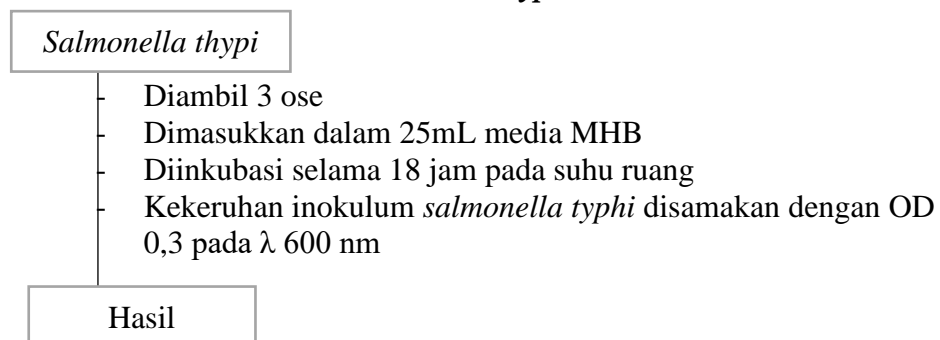 Salmonella thypi
- Diambil 3 ose
- Dimasukkan dalam 25mL media MHB
- Diinkubasi selama 18 jam pada suhu ruang
- Kekeruhan inokulum salmonella typhi disamakan dengan OD
0,3 pada λ 600 nm
Hasil